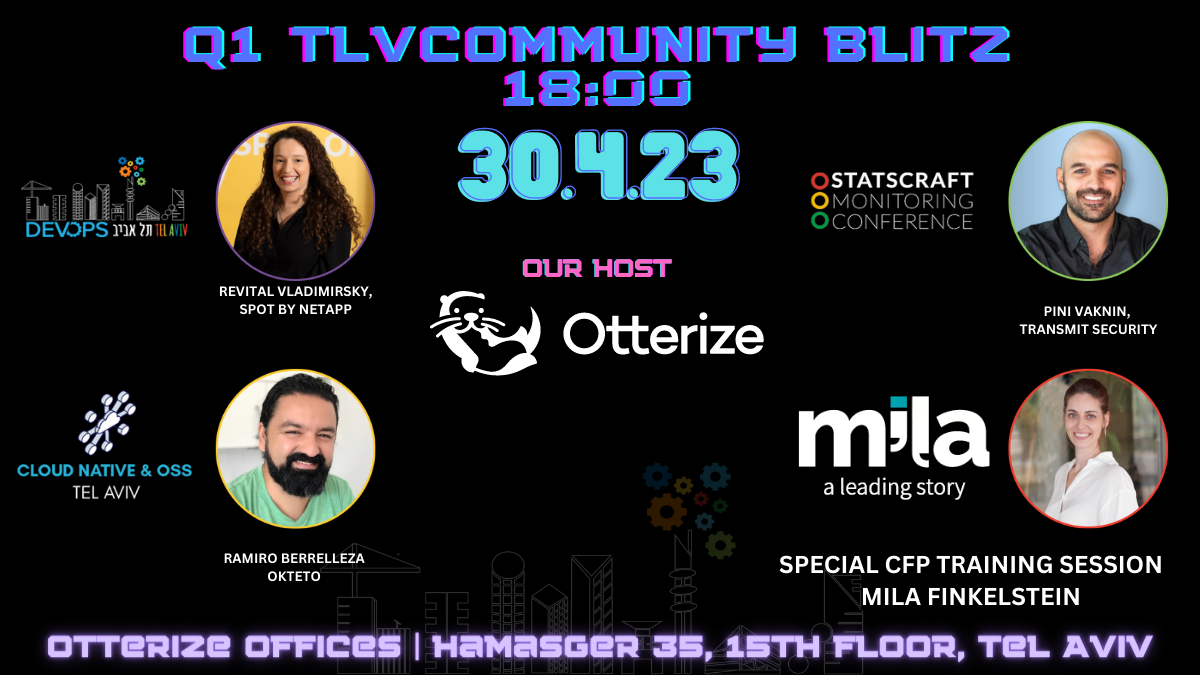 Q1 TLVCOMMUNITY BLITZ
18:00
30.4.23
DEVOPS תל אביב TEL AVIV
REVITAL VLADIMIRSKY,
SPOT BY NETAPP
STATSCRAFT
MONITORING
CONFERENCE
PINI VAKNIN,
TRANSMIT SECURITY
OUR HOST
Otterize
CLOUD NATIVE & OSS
TEL AVIV
RAMIRO BERRELLEZA
OKTETO
mila
a leading story
SPECIAL CFP TRAINING SESSION
MILA FINKELSTEIN
OTTERIZE OFFICES | HAMASGER 35, 15TH FLOOR, TEL AVIV